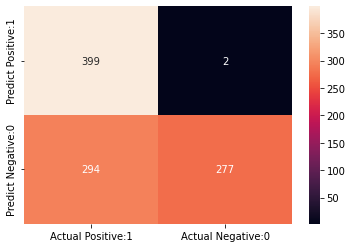 Predict Positive:1
399
2
Predict Negative:0
294
277
Actual Positive:1
Actual Negative:0
350
300
250
200
150
100
50